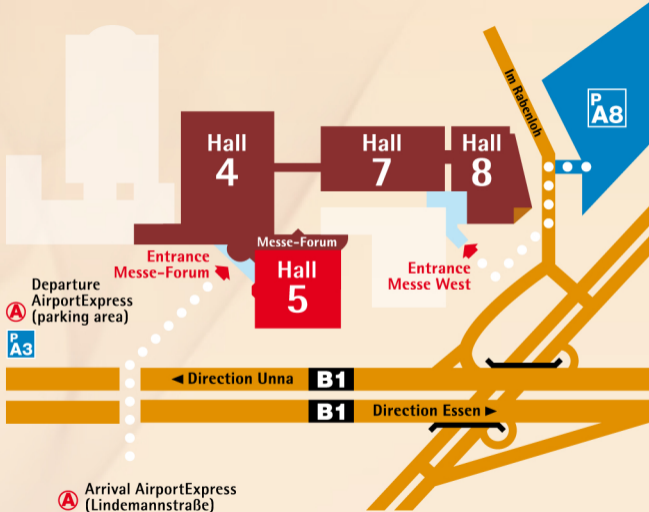 Im Rabenloh
P
A8
Hall
4
Hall
7
Hall
8
Messe-Forum
Entrance
Messe-Forum
Hall
5
Entrance
Messe West
Departure
AirportExpress
(parking area)
A
P
A3
◄ Direction Unna
B1
B1
Direction Essen ►
A
Arrival AirportExpress
(Lindemannstraße)